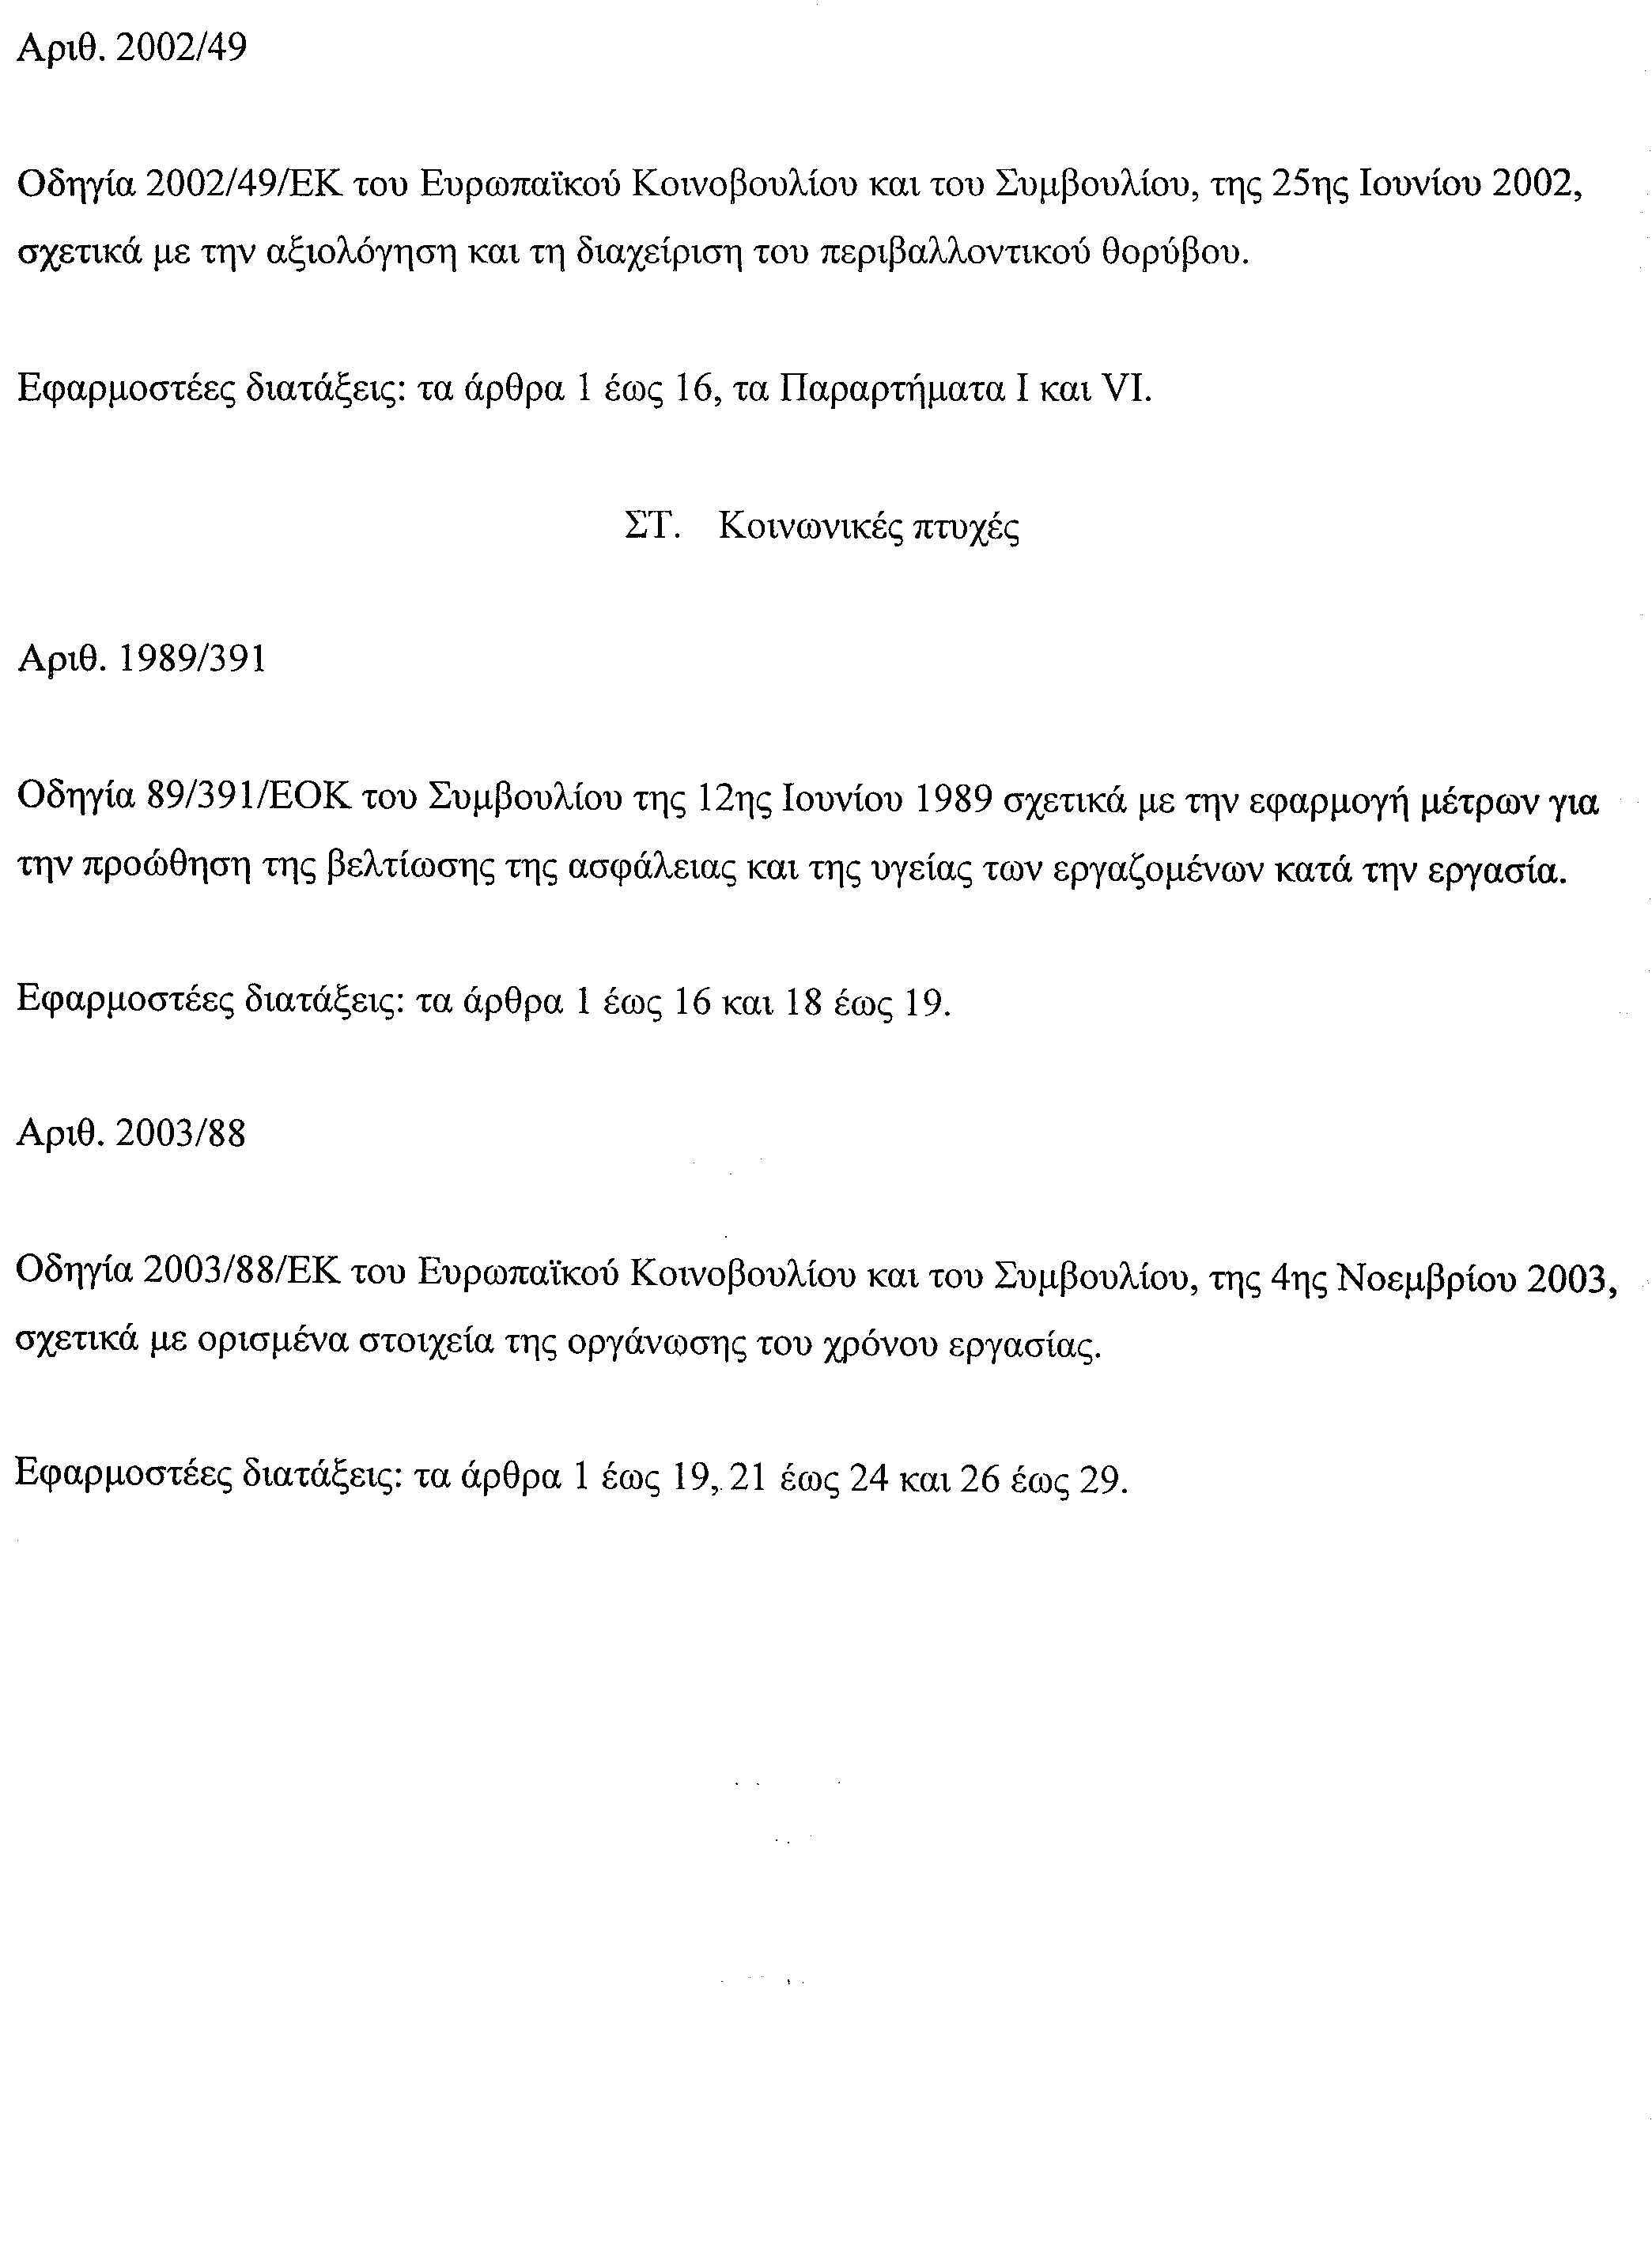 Αριθ. 2002/49
Οδηγία 2002/49/ΕΚ του Ευρωπαϊκού Κοινοβουλίου και του Συμβουλίου, της 25ης Ιουνίου 2002,
σχετικά με την αξιολόγηση και τη διαχείριση του περιβαλλοντικού θορύβου.
Εφαρμοστέες διατάξεις: τα άρθρα 1 έως 16, τα Παραρτήματα Ι και VI.
ΣΤ. Κοινωνικές πτυχές
Αριθ. 1989/391
Οδηγία 89/391/ΕΟΚ του Συμβουλίου της 12ης Ιουνίου 1989 σχετικά με την εφαρμογή μέτρων για
την προώθηση της βελτίωσης της ασφάλειας και της υγείας των εργαζομένων κατά την εργασία.
Εφαρμοστέες διατάξεις: τα άρθρα 1 έως 16 και 18 έως 19.
Αριθ. 2003/88
Οδηγία 2003/88/ΕΚ του Ευρωπαϊκού Κοινοβουλίου και του Συμβουλίου, της 4ης Νοεμβρίου 2003,
σχετικά με ορισμένα στοιχεία της οργάνωσης του χρόνου εργασίας.
Εφαρμοστέες διατάξεις: τα άρθρα 1 έως 19, 21 έως 24 και 26 έως 29.